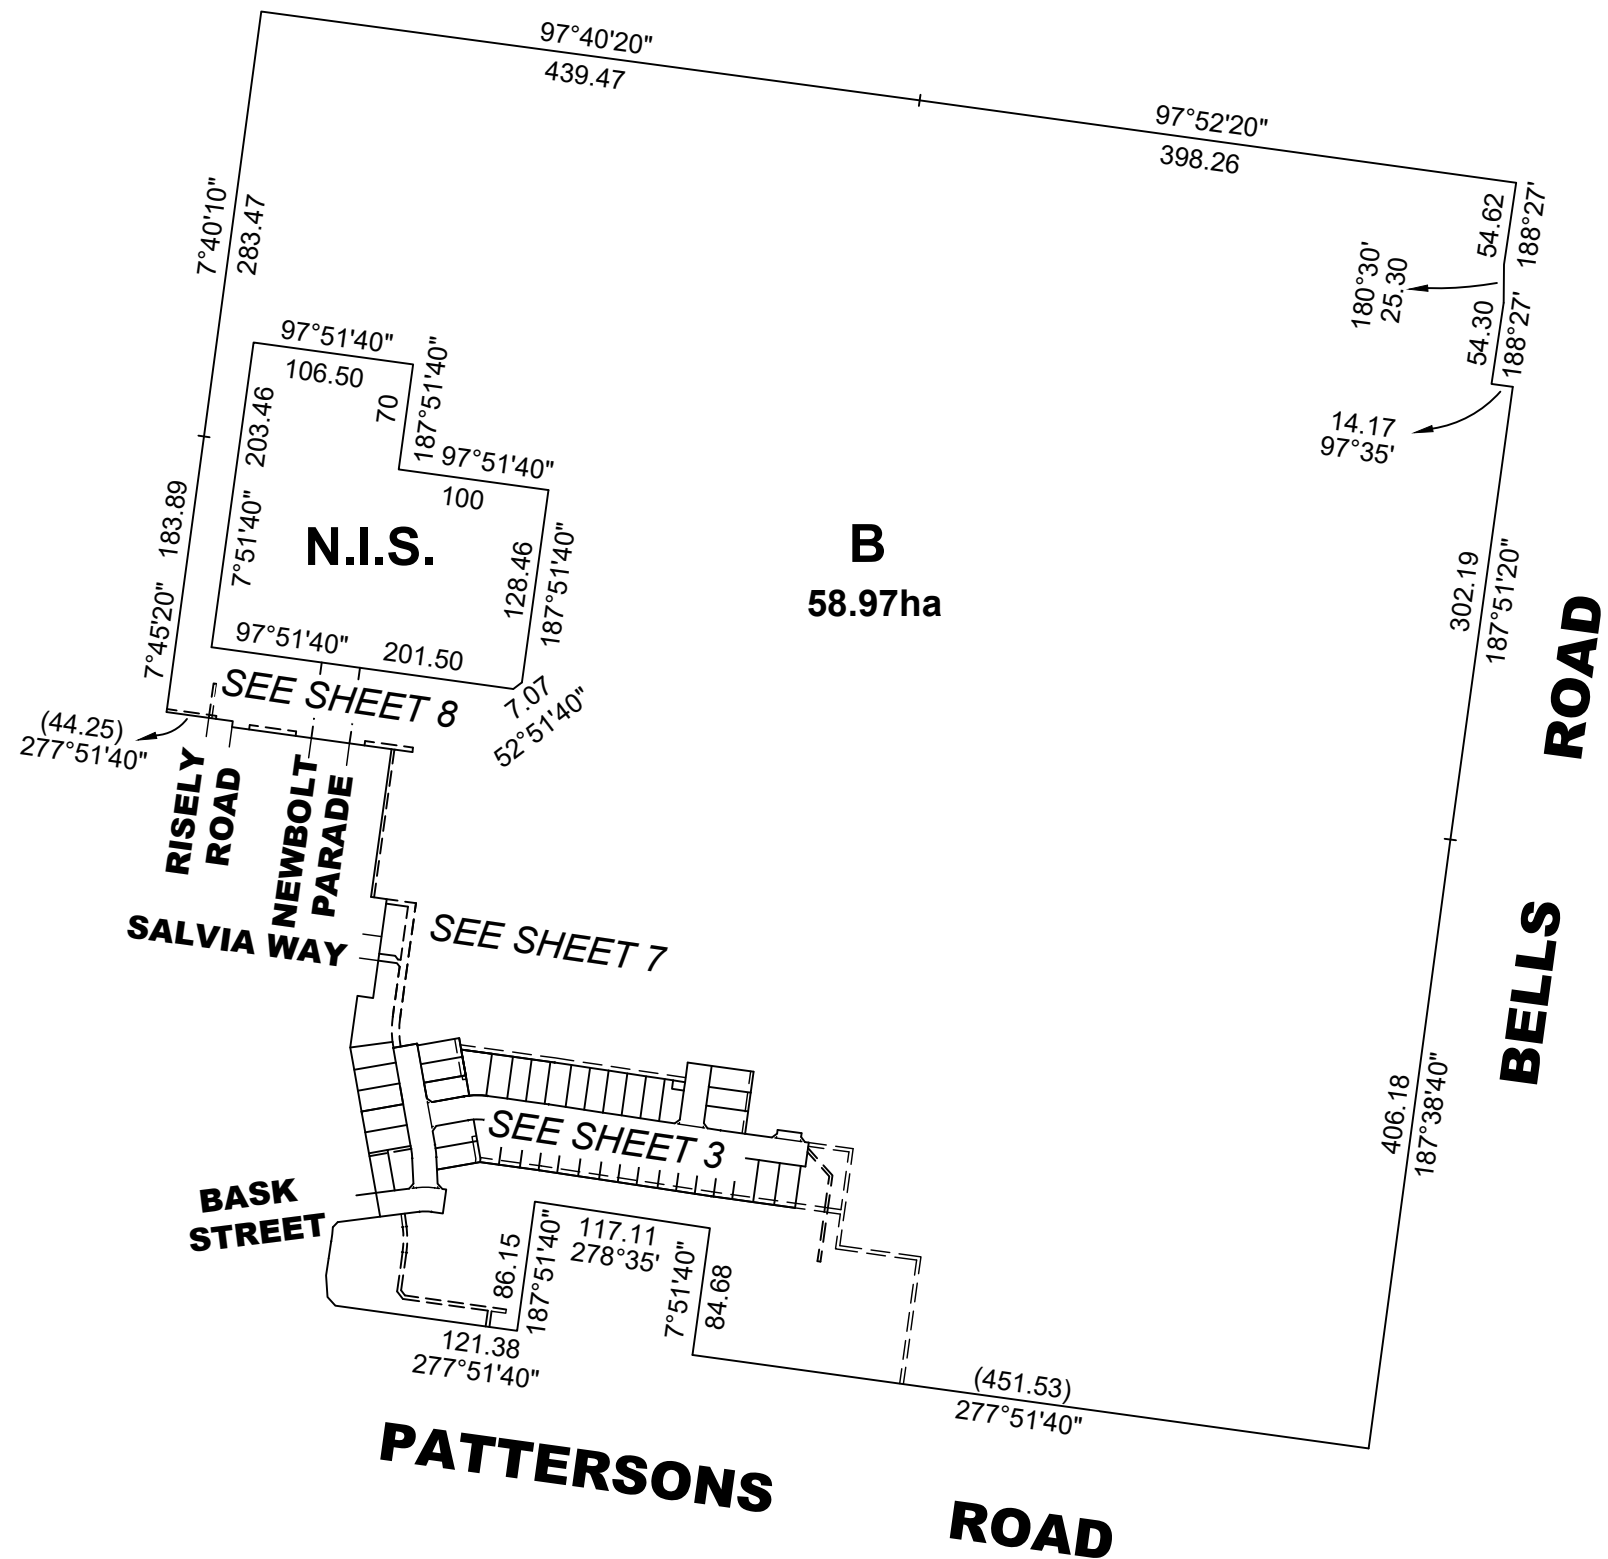 97°40'20"
439.47
97°52'20"
398.26
7°40'10"
283.47
54.62
188°27'
180°30'
25.30
54.30
188°27'
14.17
97°35'
97°51'40"
106.50
70
187°51'40"
203.46
7°51'40"
97°51'40"
100
N.I.S.
128.46
187°51'40"
97°51'40"
201.50
7.07
52°51'40"
183.89
7°45'20"
B
58.97ha
302.19
187°51'20"
SEE SHEET 8
(44.25)
277°51'40"
RISELY
ROAD
NEWBOLT
PARADE
SALVIA WAY
SEE SHEET 7
BELLS
ROAD
406.18
187°38'40"
SEE SHEET 3
BASK
STREET
86.15
187°51'40"
117.11
278°35'
7°51'40"
84.68
121.38
277°51'40"
(451.53)
277°51'40"
PATTERSONS
ROAD